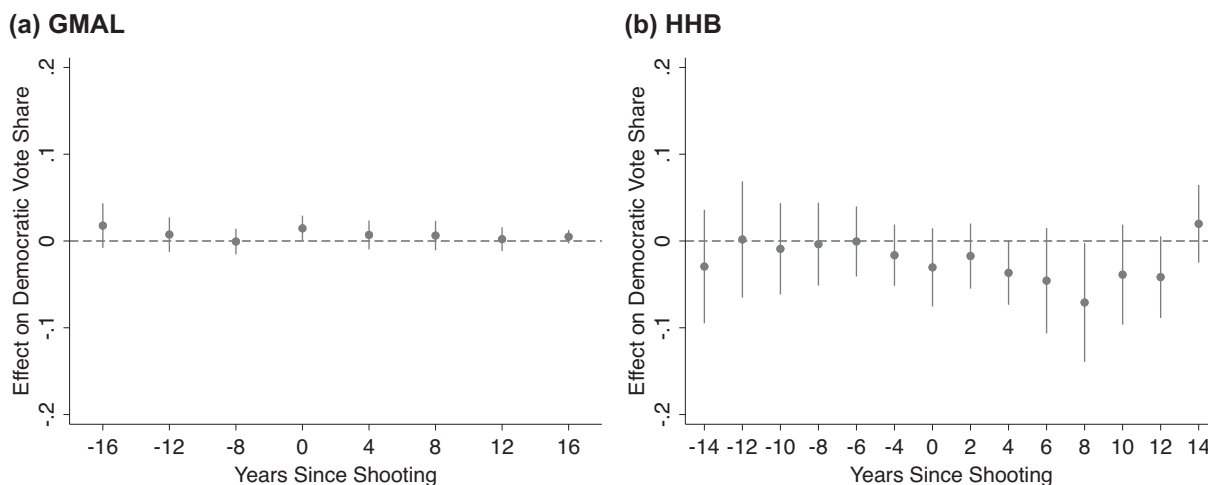 (a) GMAL
Effect on Democratic Vote Share
.2
.1
0
-.1
-.2
-16 -12 -8 0 4 8 12 16
Years Since Shooting
(b) HHB
Effect on Democratic Vote Share
.2
.1
0
-.1
-.2
-14 -12 -10 -8 -6 -4 0 2 4 6 8 10 12 14
Years Since Shooting